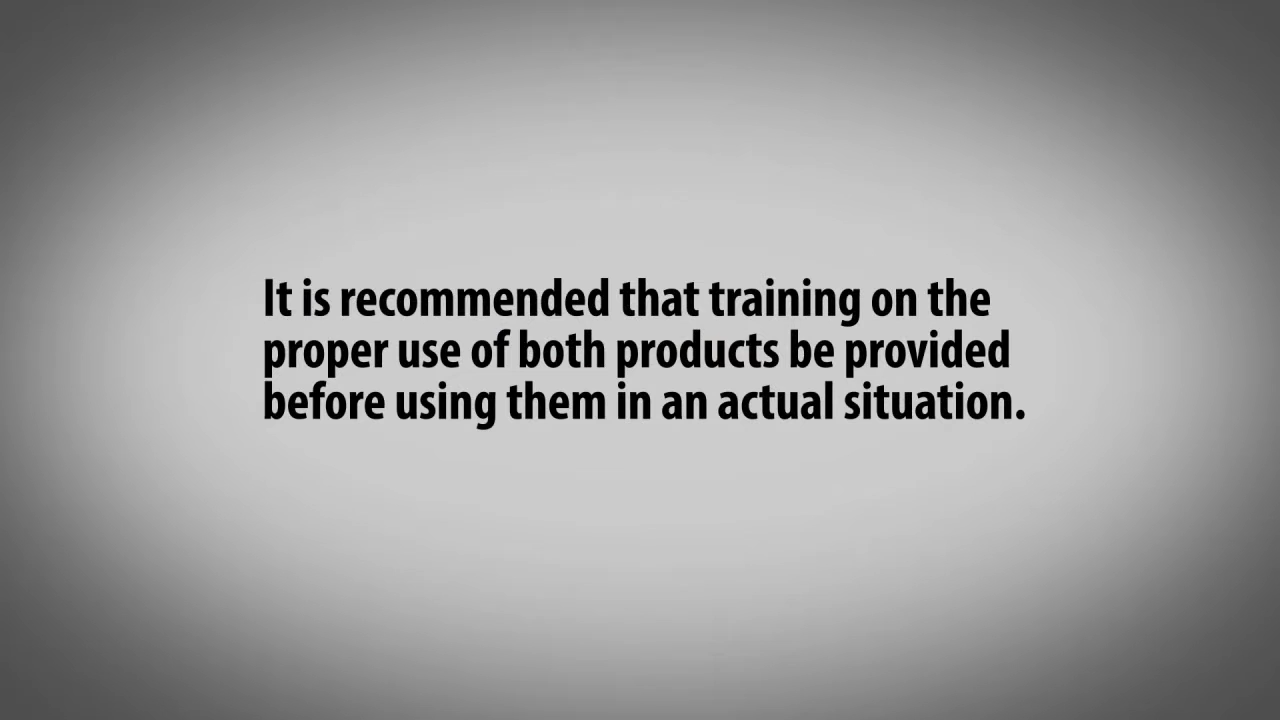 It is recommended that training on the
proper use of both products be provided
before using them in an actual situation.